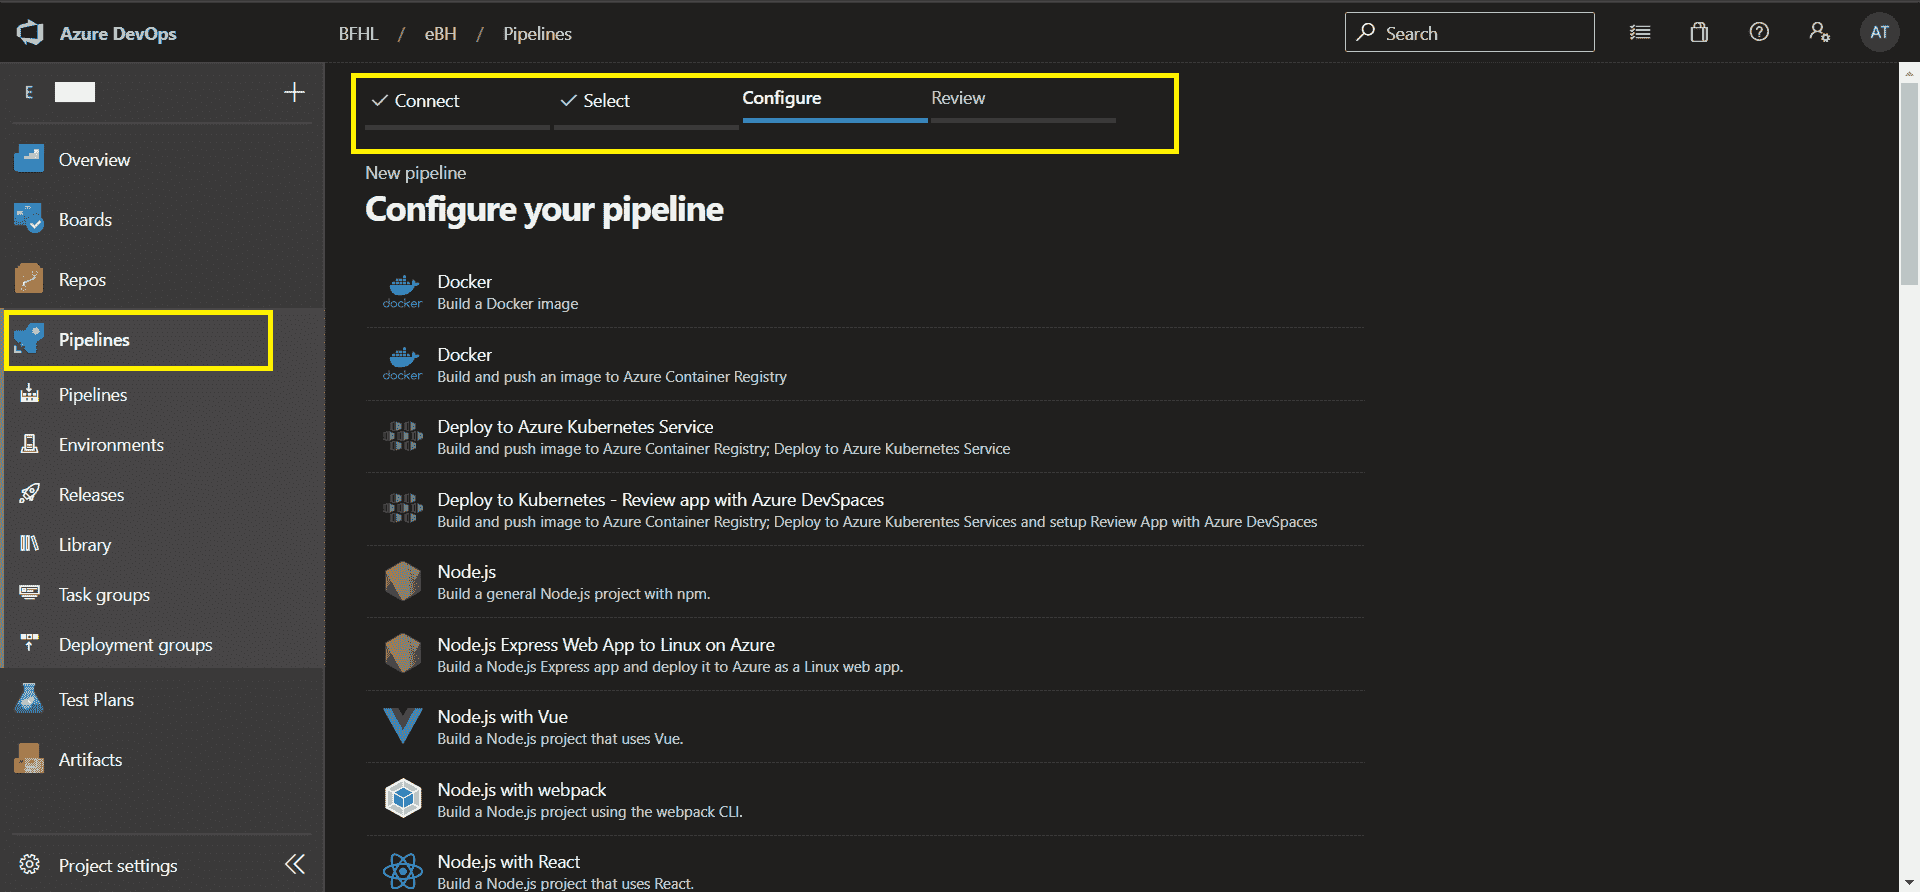 Azure DevOps
BFHL / eBH / Pipelines
Search
AT
E
Connect
Select
Configure
Review
Overview
Boards
Repos
Pipelines
Pipelines
Environments
Releases
Library
Task groups
Deployment groups
Test Plans
Artifacts
Project settings
New pipeline
Configure your pipeline
docker
Docker
Build a Docker image
docker
Docker
Build and push an image to Azure Container Registry
Deploy to Azure Kubernetes Service
Build and push image to Azure Container Registry; Deploy to Azure Kubernetes Service
Deploy to Kubernetes - Review app with Azure DevSpaces
Build and push image to Azure Container Registry; Deploy to Azure Kuberentes Services and setup Review App with Azure DevSpaces
Node.js
Build a general Node.js project with npm.
Node.js Express Web App to Linux on Azure
Build a Node.js Express app and deploy it to Azure as a Linux web app.
Node.js with Vue
Build a Node.js project that uses Vue.
Node.js with webpack
Build a Node.js project using the webpack CLI.
Node.js with React
Build a Node.js project that uses React.